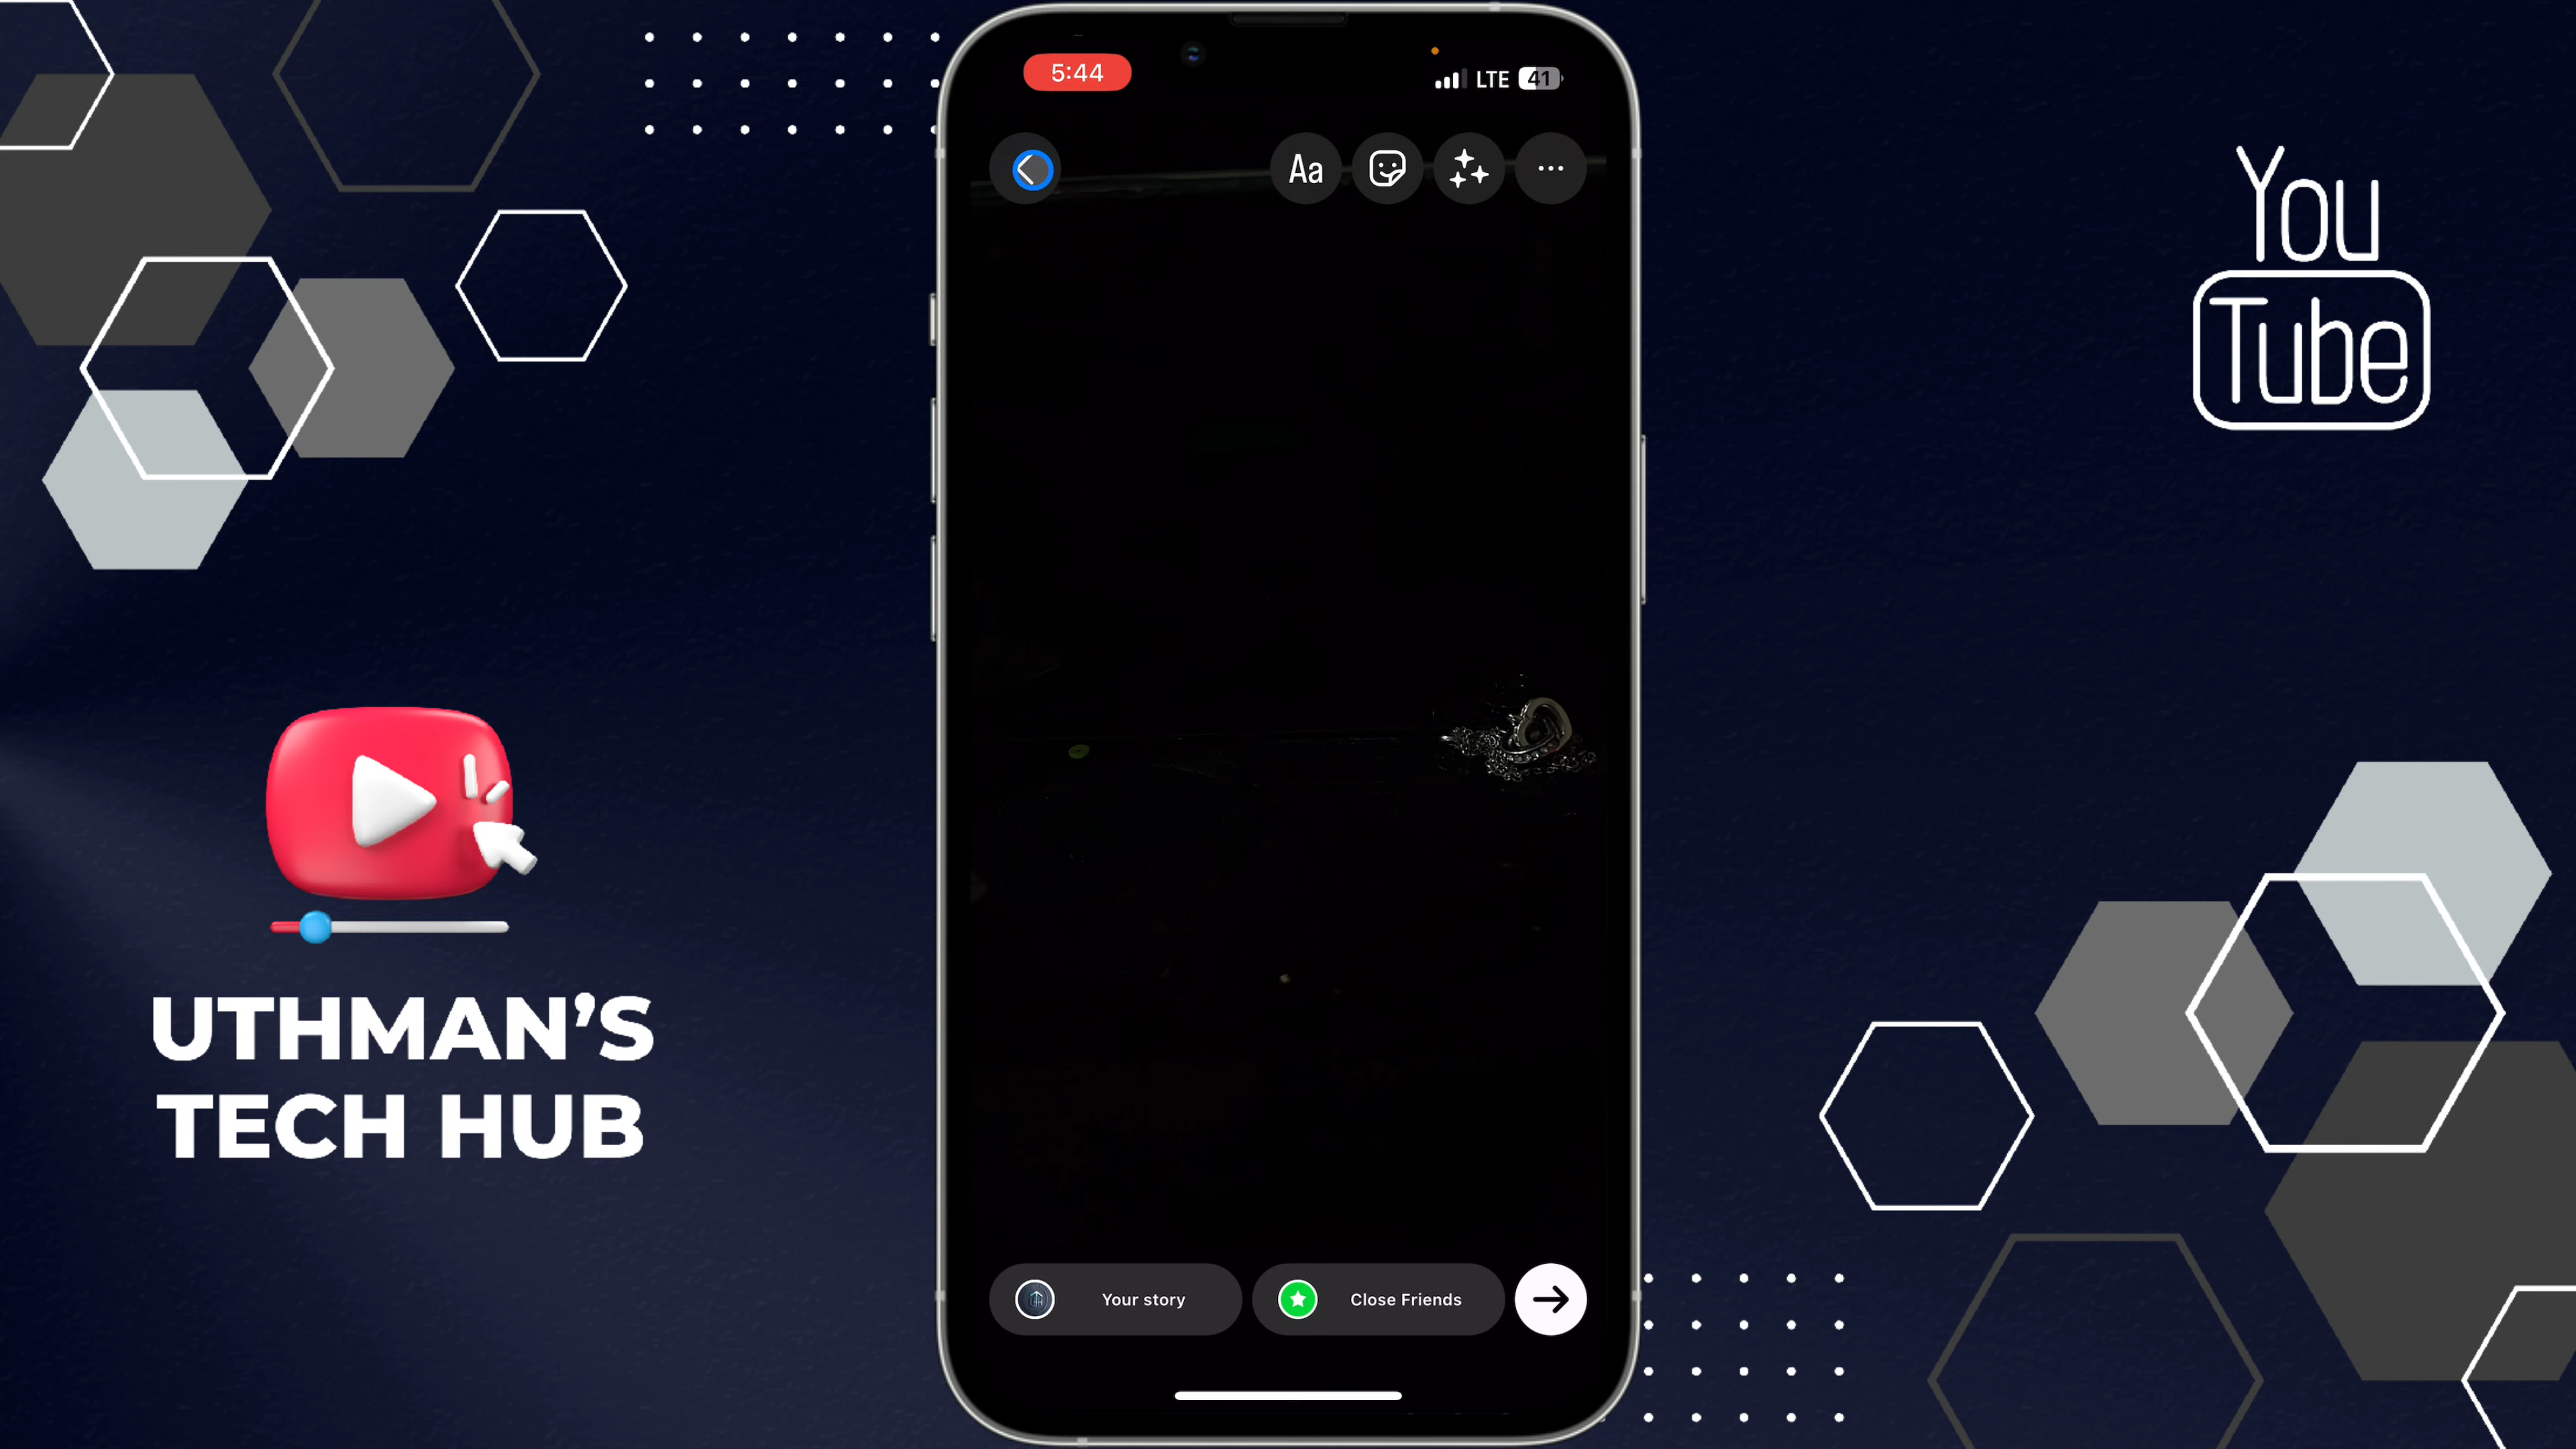 5:44
LTE 41
Aa
You
Tube
UTHMAN’S
TECH HUB
Your story
Close Friends